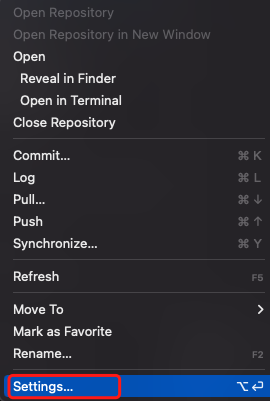 Open Repository
Open Repository in New Window
Open
Reveal in Finder
Open in Terminal
Close Repository
Commit... ⌘ K
Log ⌘ L
Pull... ⌘ ↓
Push ⌘ ↑
Synchronize... ⌘ Y
Refresh F5
Move To >
Mark as Favorite
Rename... F2
Settings... ⌥ ↩